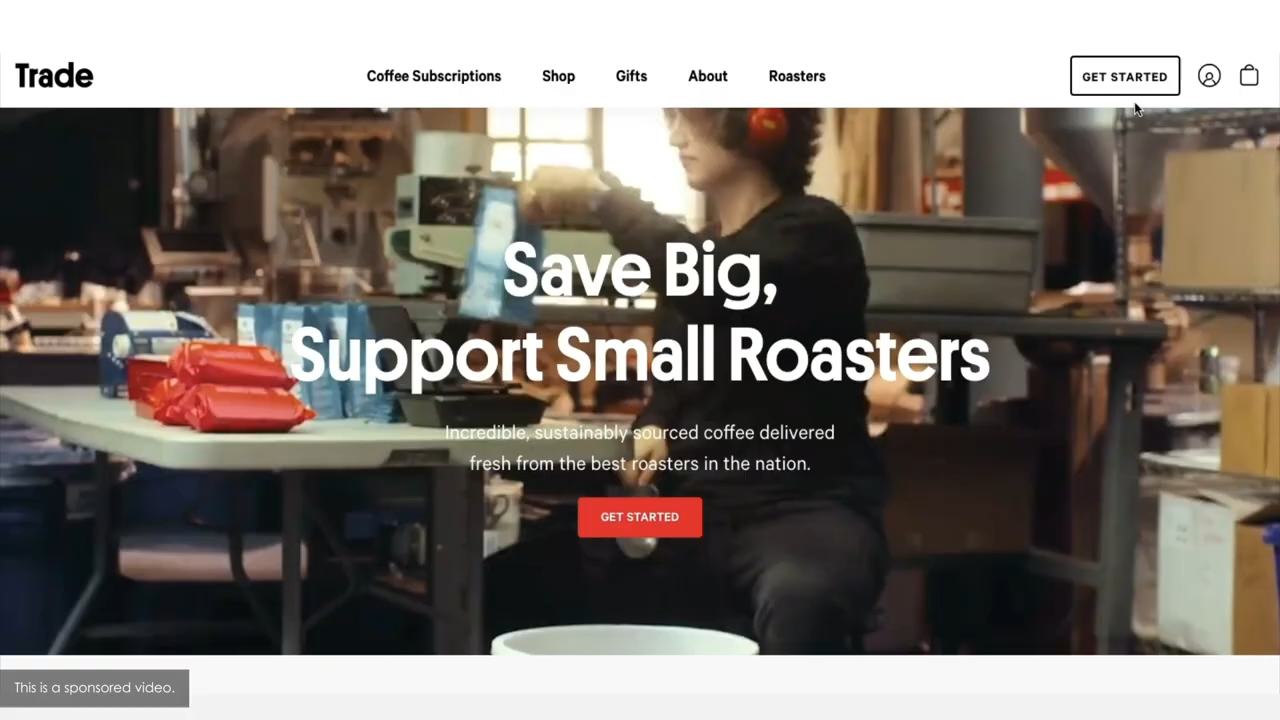 Trade
Coffee Subscriptions
Shop
Gifts
About
Roasters
GET STARTED
Save Big,
Support Small Roasters
Incredible, sustainably sourced coffee delivered
fresh from the best roasters in the nation.
GET STARTED
This is a sponsored video.